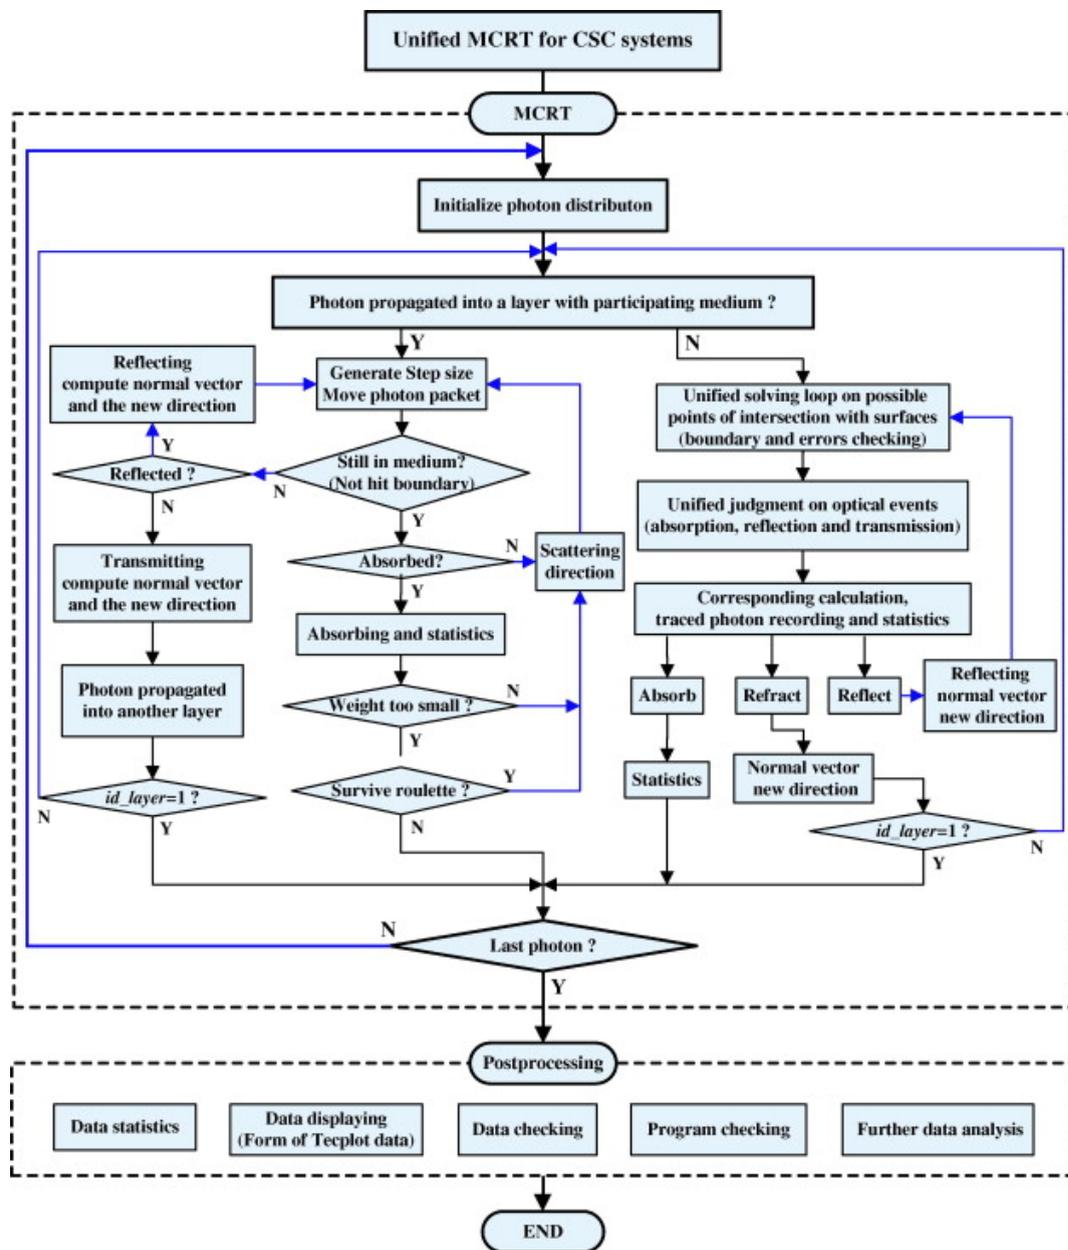 Unified MCRT for CSC systems
MCRT
Initialize photon distributon
Photon propagated into a layer with participating medium ?
Y
N
Reflecting
compute normal vector
and the new direction
Generate Step size
Move photon packet
Unified solving loop on possible
points of intersection with surfaces
(boundary and errors checking)
Y
Reflected ?
N
Still in medium?
(Not hit boundary)
N
Y
Unified judgment on optical events
(absorption, reflection and transmission)
Transmitting
compute normal vector
and the new direction
Absorbed?
N
Scattering
direction
Y
Corresponding calculation,
traced photon recording and statistics
Absorbing and statistics
Photon propagated
into another layer
Weight too small ?
N
Y
Absorb
Refract
Reflect
Reflecting
normal vector
new direction
Statistics
Normal vector
new direction
id_layer=1 ?
N
Y
Survive roulette ?
Y
N
id_layer=1 ?
N
Y
Last photon ?
N
Y
Postprocessing
Data statistics
Data displaying
(Form of Tecplot data)
Data checking
Program checking
Further data analysis
END